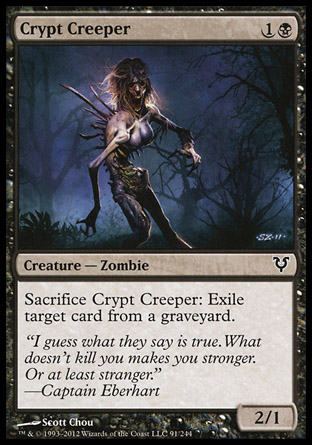 Crypt Creeper 1
SX-11-
Creature — Zombie
Sacrifice Crypt Creeper: Exile
target card from a graveyard.
"I guess what they say is true. What
doesn't kill you makes you stronger.
Or at least stranger."
—Captain Eberhart
Scott Chou
™ & © 1993–2012 Wizards of the Coast LLC 91/244
2/1